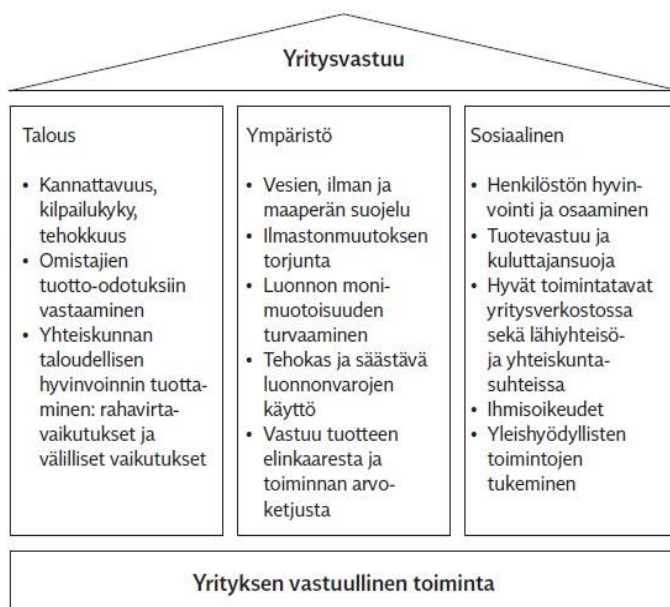 Yritysvastuu
Talous
• Kannattavuus,
kilpailukyky,
tehokkuus
• Omistajien
tuotto-odotuksiin
vastaaminen
• Yhteiskunnan
taloudellisen
hyvinvoinnin tuotta-
minen: rahavirta-
vaikutukset ja
välilliset vaikutukset
Ympäristö
• Vesien, ilman ja
maaperän suojelu
• Ilmastonmuutoksen
torjunta
• Luonnon moni-
muotoisuuden
turvaaminen
• Tehokas ja säästävä
luonnonvarojen
käyttö
• Vastuu tuotteen
elinkaaresta ja
toiminnan arvo-
ketjusta
Sosiaalinen
• Henkilöstön hyvin-
vointi ja osaaminen
• Tuotevastuu ja
kuluttajansuoja
• Hyvät toimintatavat
yritysverkostossa
sekä lähiyhteisö-
ja yhteiskunta-
suhteissa
• Ihmisoikeudet
• Yleishyödyllisten
toimintojen
tukeminen
Yrityksen vastuullinen toiminta